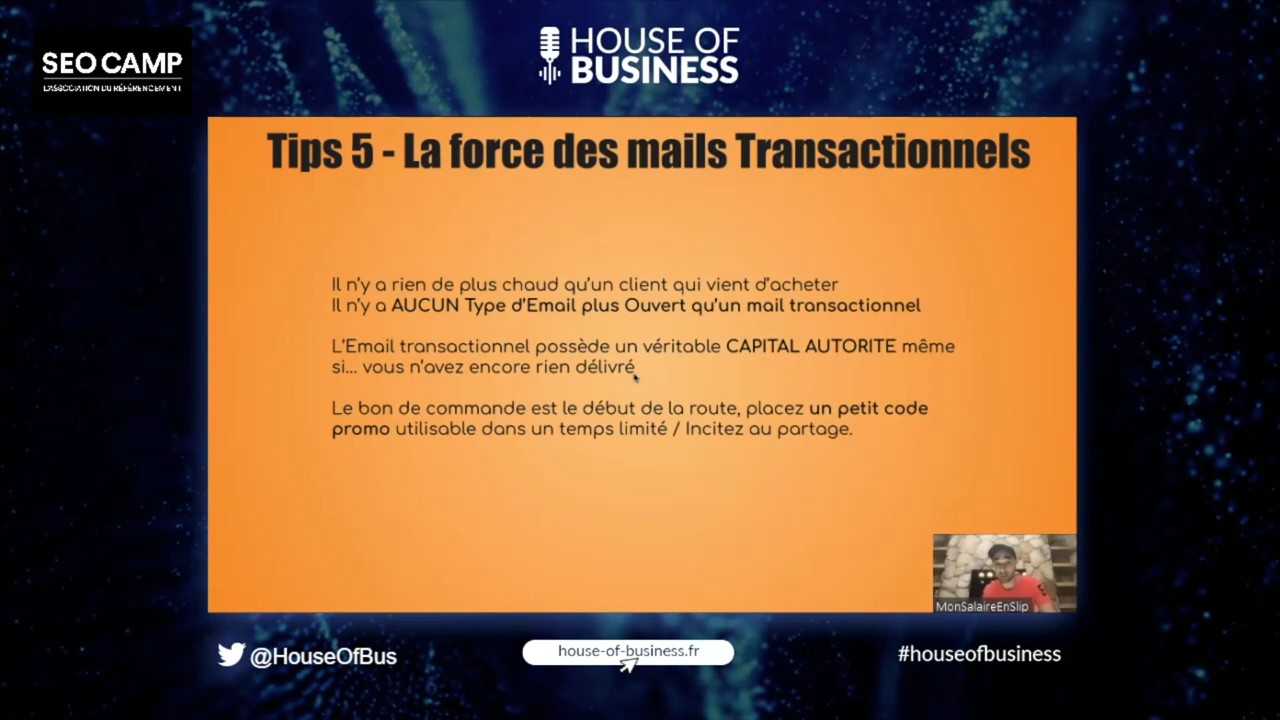 SEO CAMP
L'ASSOCIATION DU RÉFÉRENCEMENT
HOUSE OF
BUSINESS
Tips 5 - La force des mails Transactionnels
Il n'y a rien de plus chaud qu'un client qui vient d'acheter
Il n'y a AUCUN Type d'Email plus Ouvert qu'un mail transactionnel
L'Email transactionnel possède un véritable CAPITAL AUTORITE même
si... vous n'avez encore rien délivré
Le bon de commande est le début de la route, placez un petit code
promo utilisable dans un temps limité / Incitez au partage.
MonSalaireEnSlip
@HouseOfBus
house-of-business.fr
#houseofbusiness